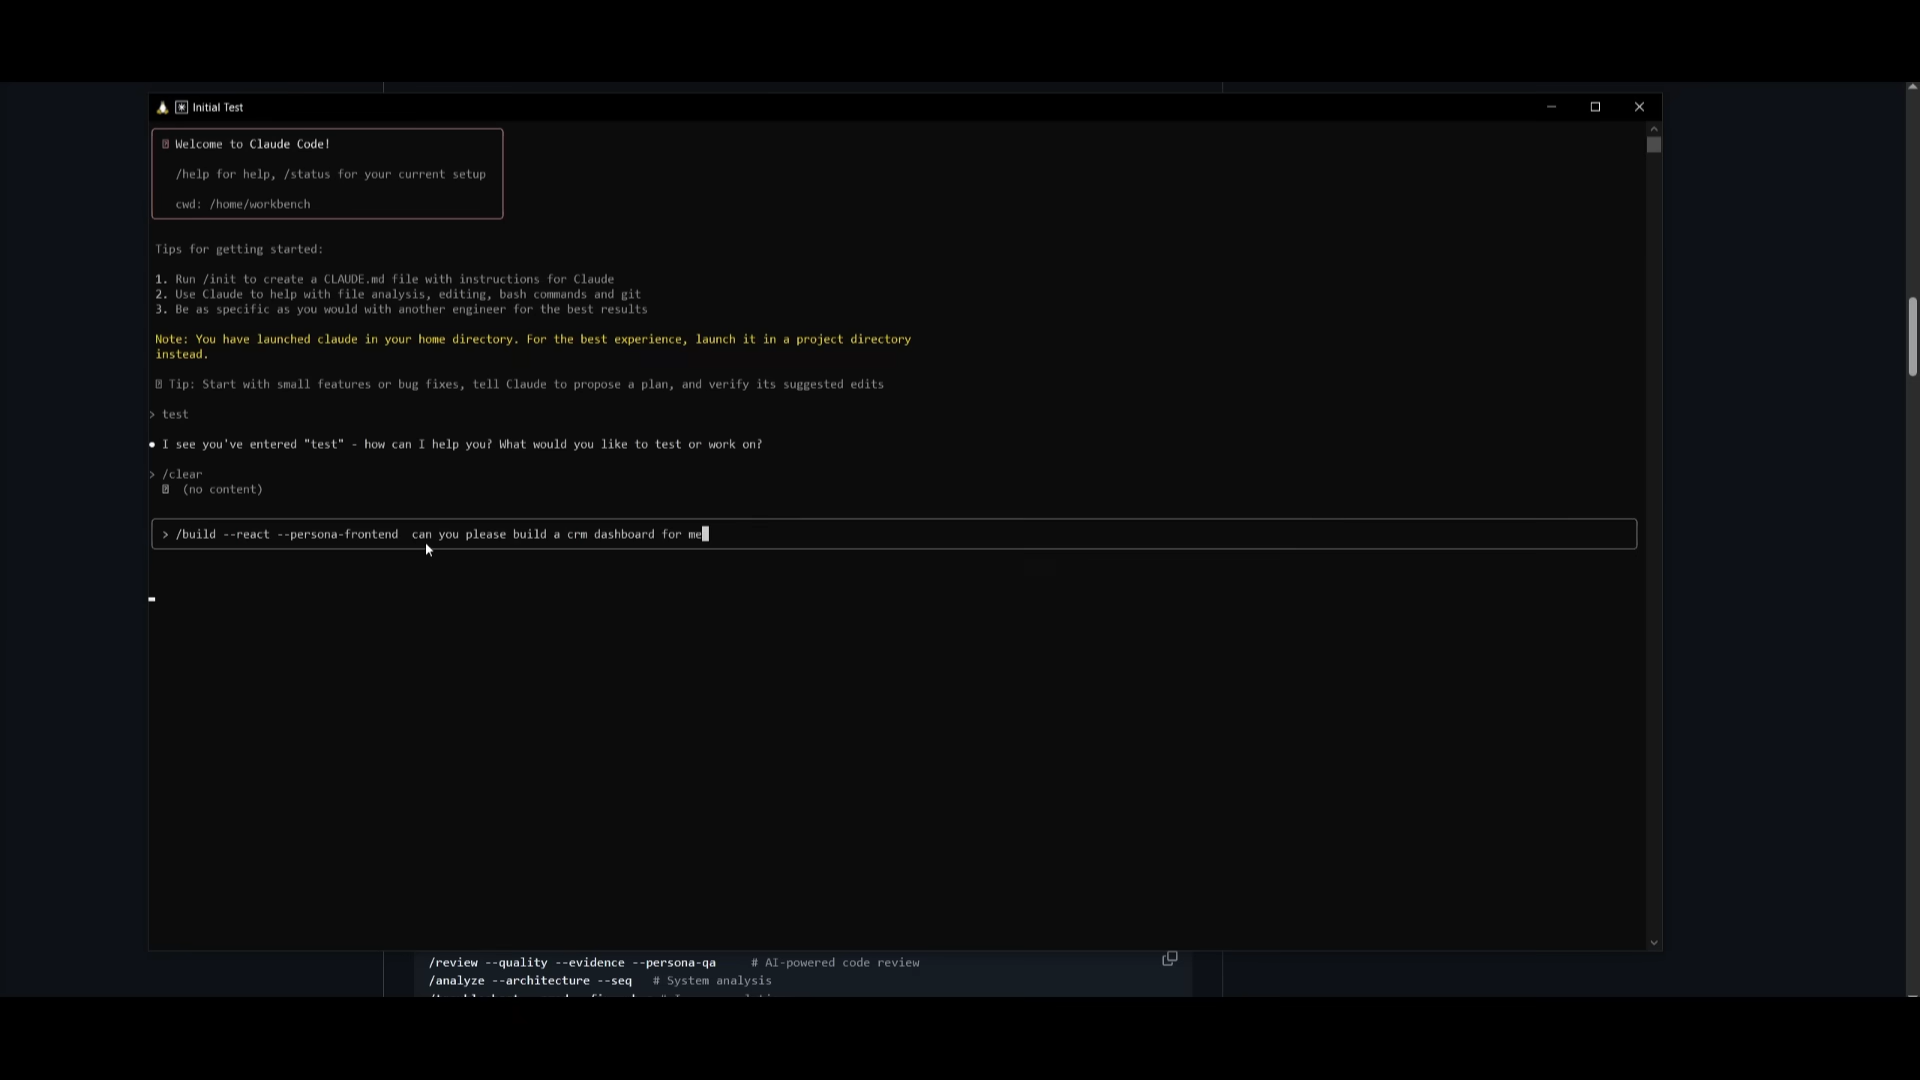 Initial Test
Welcome to Claude Code!
/help for help, /status for your current setup
cwd: /home/workbench
Tips for getting started:
1. Run /init to create a CLAUDE.md file with instructions for Claude
2. Use Claude to help with file analysis, editing, bash commands and git
3. Be as specific as you would with another engineer for the best results
Note: You have launched claude in your home directory. For the best experience, launch it in a project directory
instead.
Tip: Start with small features or bug fixes, tell Claude to propose a plan, and verify its suggested edits
> test
● I see you've entered "test" - how can I help you? What would you like to test or work on?
> /clear
(no content)
> /build --react --persona-frontend  can you please build a crm dashboard for me
/review --quality --evidence --persona-qa     # AI-powered code review
/analyze --architecture --seq   # System analysis